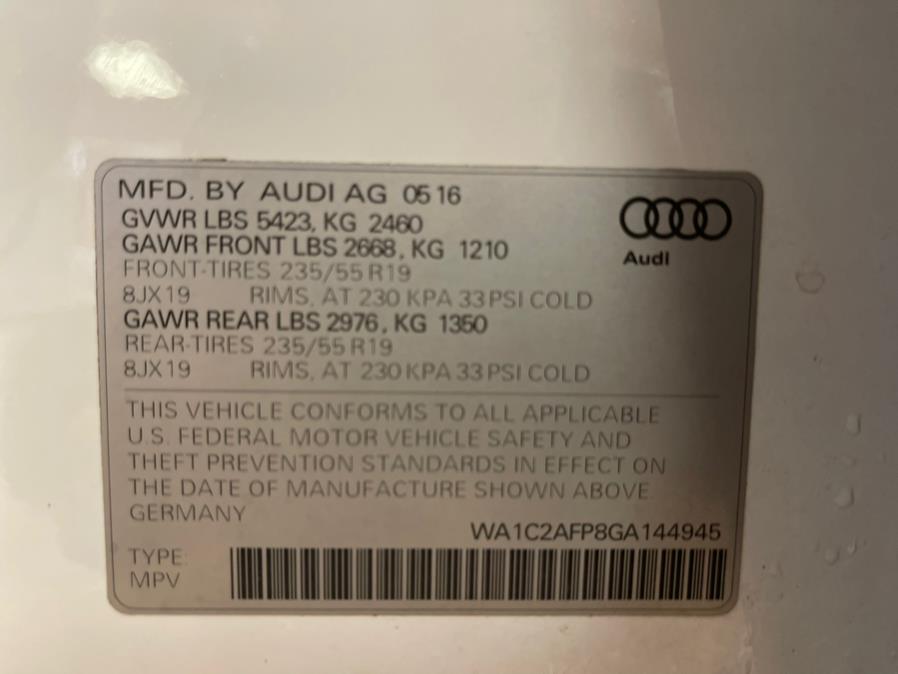 MFD. BY AUDI AG 05 16
GVWR LBS 5423, KG 2460
GAWR FRONT LBS 2668, KG 1210
FRONT-TIRES 235/55 R19
8JX19 RIMS, AT 230 KPA 33 PSI COLD
GAWR REAR LBS 2976, KG 1350
REAR-TIRES 235/55 R19
8JX19 RIMS, AT 230 KPA 33 PSI COLD
Audi
THIS VEHICLE CONFORMS TO ALL APPLICABLE
U.S. FEDERAL MOTOR VEHICLE SAFETY AND
THEFT PREVENTION STANDARDS IN EFFECT ON
THE DATE OF MANUFACTURE SHOWN ABOVE
GERMANY
WA1C2AFP8GA144945
TYPE:
MPV